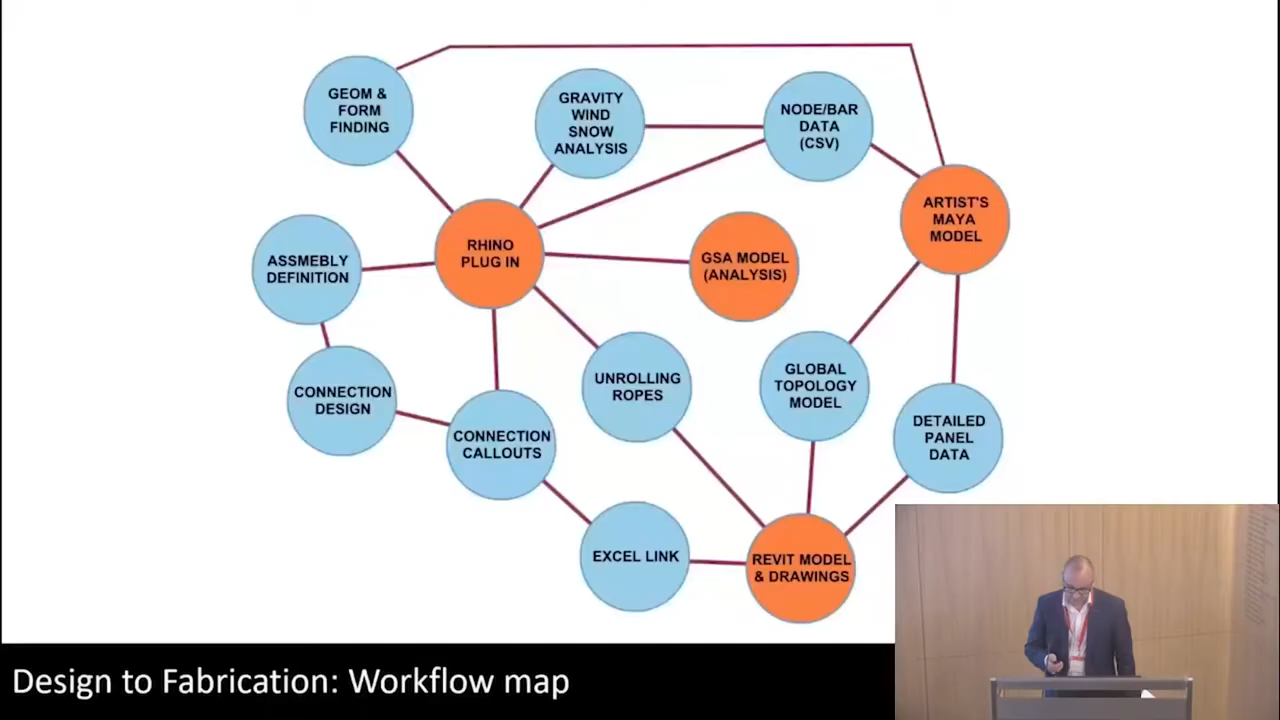 GEOM &
FORM
FINDING
GRAVITY
WIND
SNOW
ANALYSIS
NODE/BAR
DATA
(CSV)
ARTIST'S
MAYA
MODEL
RHINO
PLUG IN
GSA MODEL
(ANALYSIS)
ASSMEBLY
DEFINITION
CONNECTION
DESIGN
CONNECTION
CALLOUTS
UNROLLING
ROPES
GLOBAL
TOPOLOGY
MODEL
DETAILED
PANEL
DATA
EXCEL LINK
REVIT MODEL
& DRAWINGS
Design to Fabrication: Workflow map